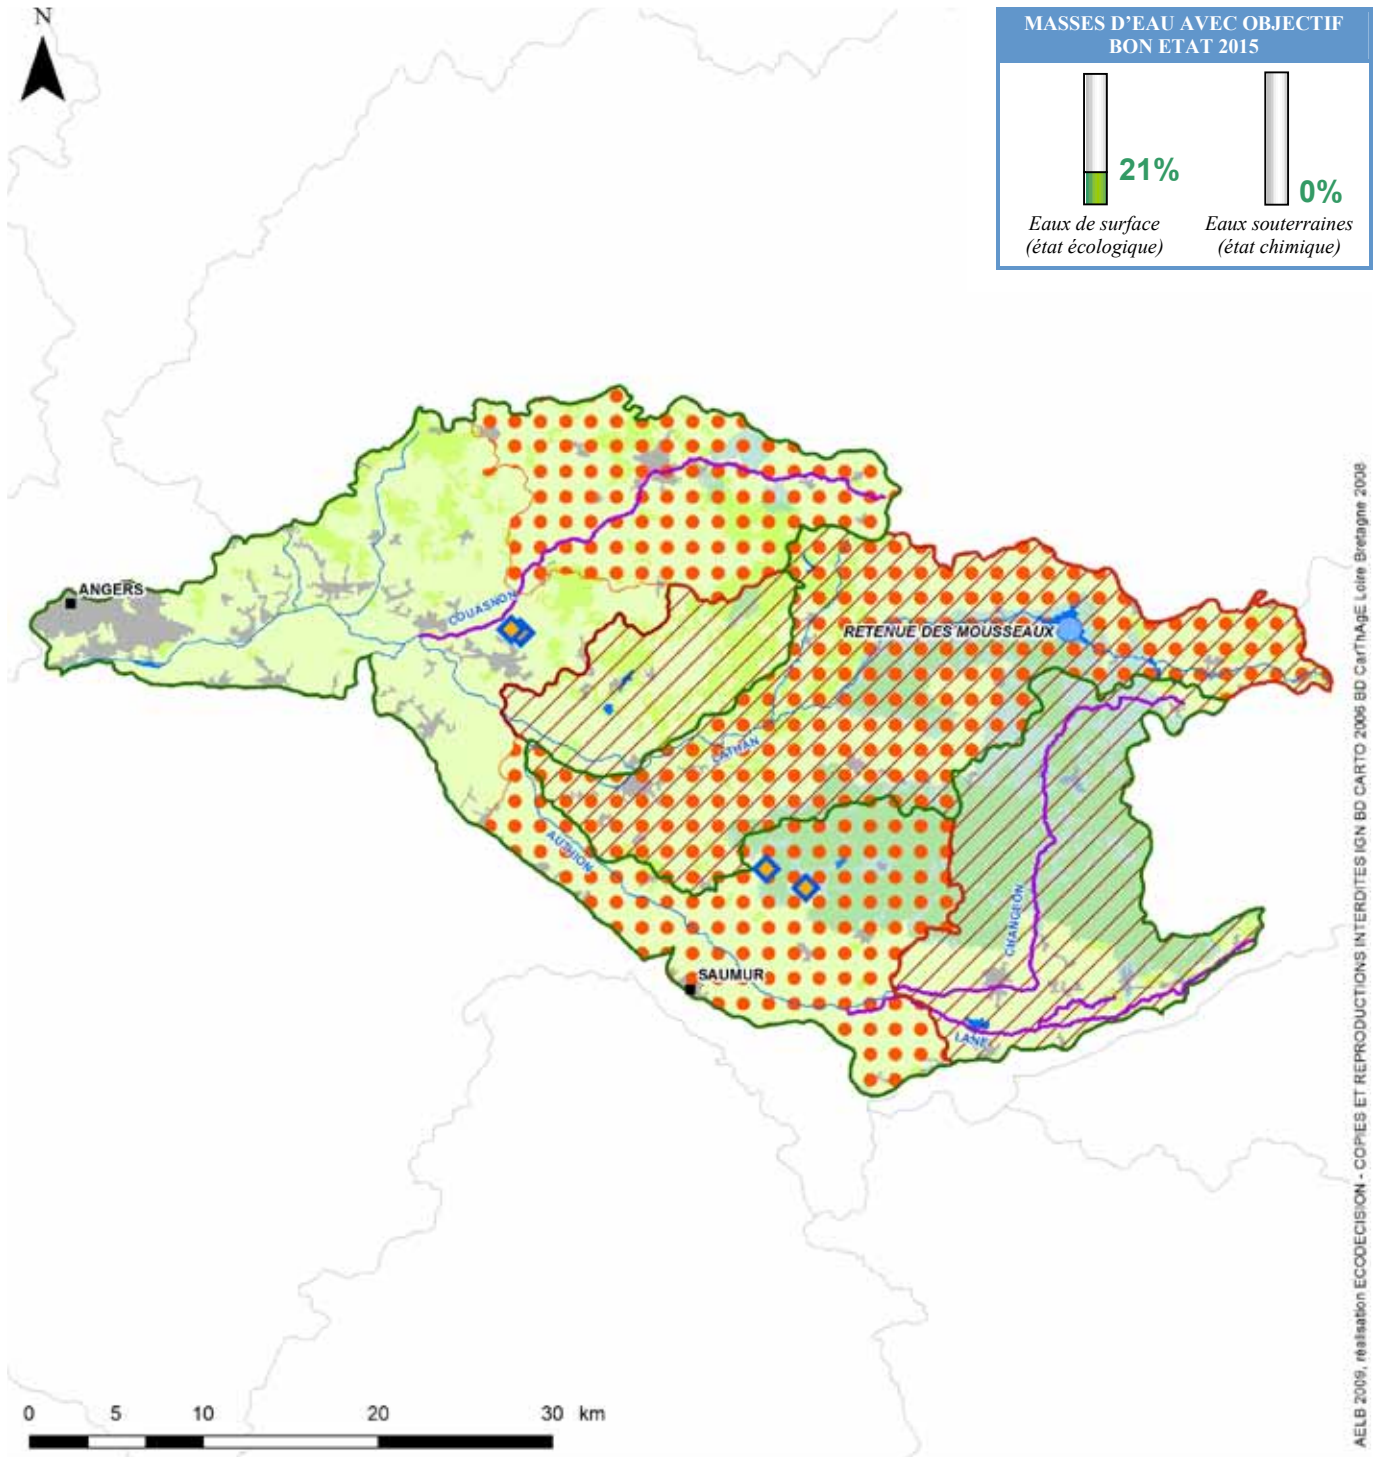 N
MASSES D'EAU AVEC OBJECTIF
BON ETAT 2015
21%
0%
Eaux de surface
(état écologique)
Eaux souterraines
(état chimique)
ANGERS
COUASNON
RETENUE DES MOUSSEAUX
LATHAN
AUTHION
CHANGEON
SAUMUR
LANE
0 5 10 20 30 km
AELB 2009, réalisation ECODECISION - COPIES ET REPRODUCTIONS INTERDITES IGN BD CARTO 2006 BD CarThAgE Loire Bretagne 2008